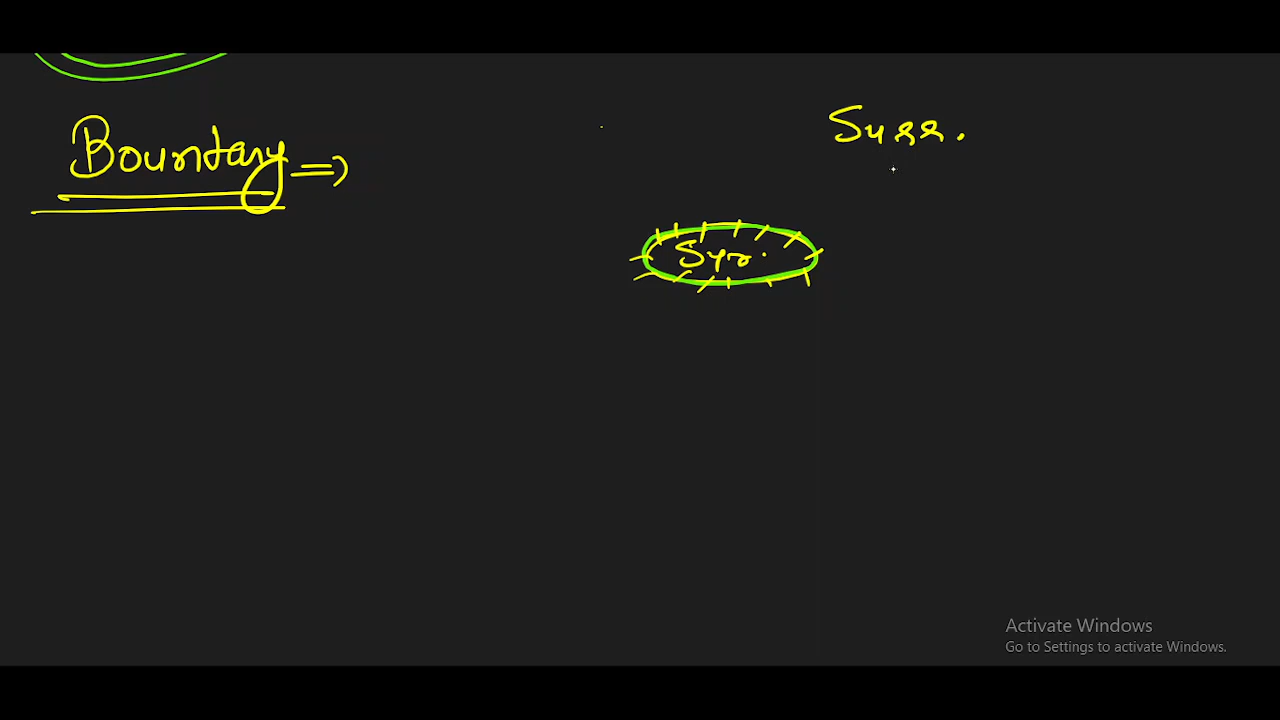 Surr.
Boundary ⇒
Sys.
Activate Windows
Go to Settings to activate Windows.